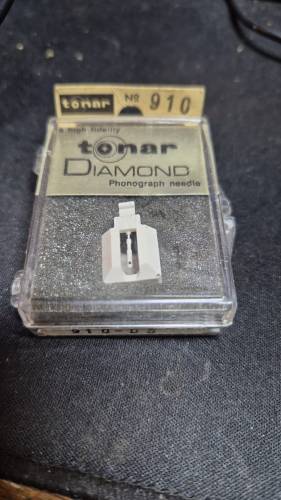 tonar No 910
a high fidelity
tonar
DIAMOND
Phonograph needle
910-DS